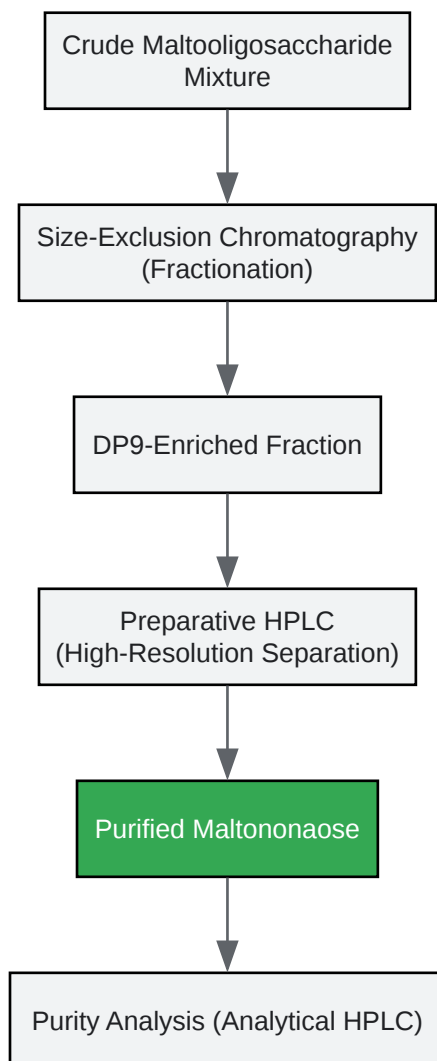 Crude Maltooligosaccharide
Mixture
Size-Exclusion Chromatography
(Fractionation)
DP9-Enriched Fraction
Preparative HPLC
(High-Resolution Separation)
Purified Maltononaose
Purity Analysis (Analytical HPLC)